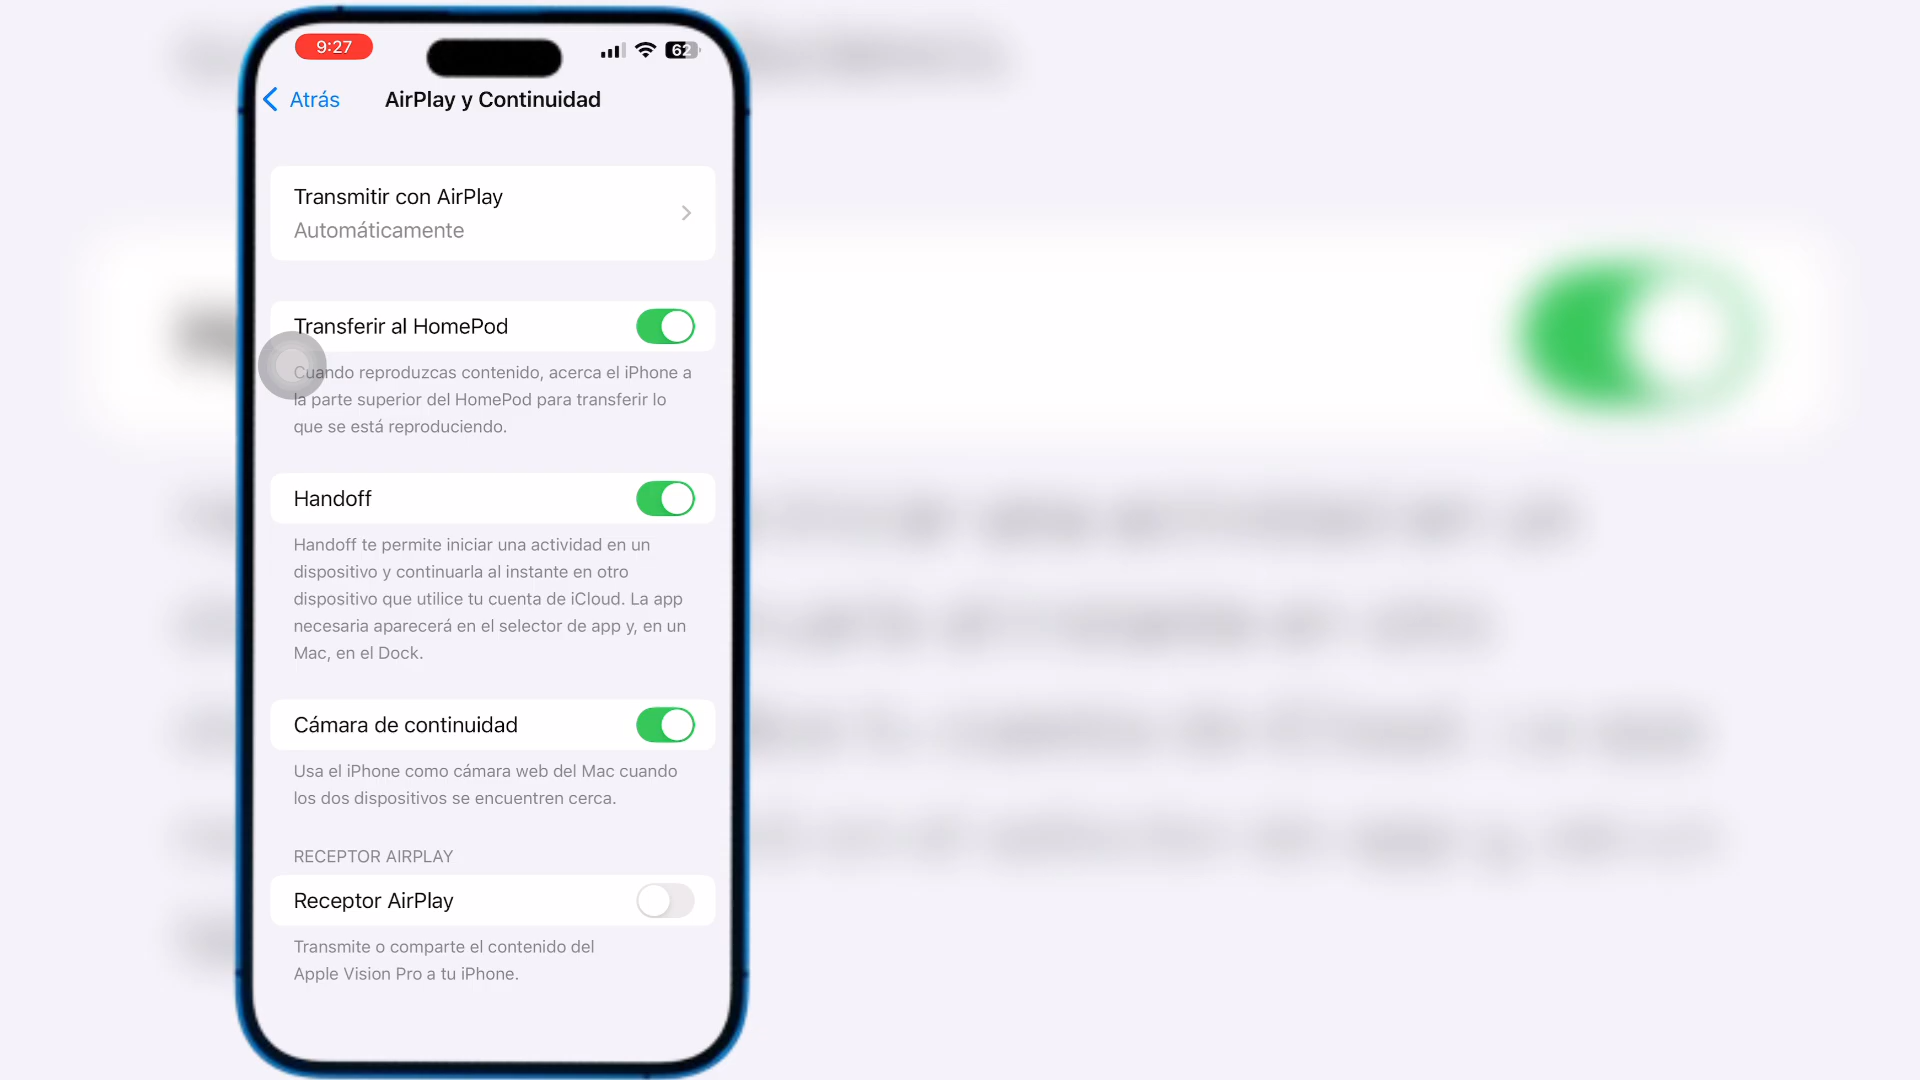 9:27
62
Atrás
AirPlay y Continuidad
Transmitir con AirPlay
Automáticamente
Transferir al HomePod
Cuando reproduzcas contenido, acerca el iPhone a
la parte superior del HomePod para transferir lo
que se está reproduciendo.
Handoff
Handoff te permite iniciar una actividad en un
dispositivo y continuarla al instante en otro
dispositivo que utilice tu cuenta de iCloud. La app
necesaria aparecerá en el selector de app y, en un
Mac, en el Dock.
Cámara de continuidad
Usa el iPhone como cámara web del Mac cuando
los dos dispositivos se encuentren cerca.
RECEPTOR AIRPLAY
Receptor AirPlay
Transmite o comparte el contenido del
Apple Vision Pro a tu iPhone.